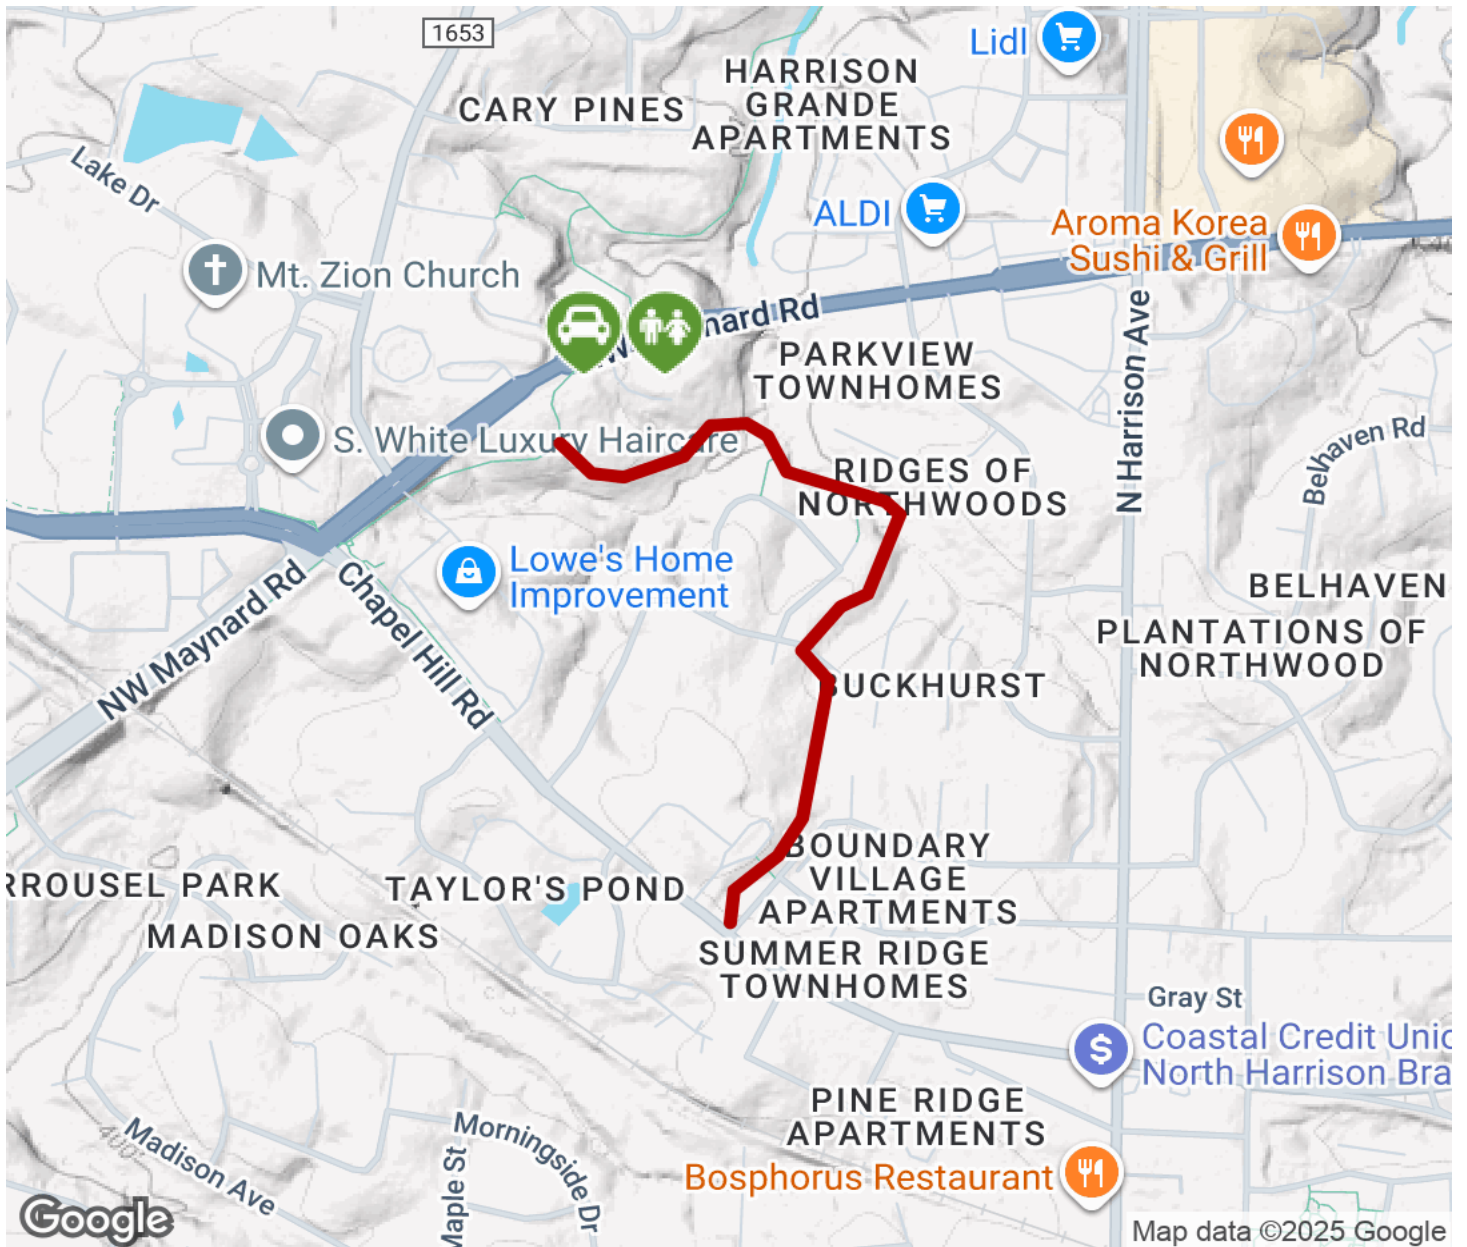 1653
Lidl
HARRISON
GRANDE
APARTMENTS
CARY PINES
Lake Dr
ALDI
Aroma Korea
Sushi & Grill
Mt. Zion Church
nard Rd
PARKVIEW
TOWNHOMES
N Harrison Ave
S. White Luxury Haircare
Belhaven Rd
RIDGES OF
NORTHWOODS
Lowe's Home
Improvement
BELHAVEN
NW Maynard Rd
Chapel Hill Rd
PLANTATIONS OF
NORTHWOOD
BUCKHURST
BOUNDARY
VILLAGE
APARTMENTS
RROUSEL PARK
TAYLOR'S POND
MADISON OAKS
SUMMER RIDGE
TOWNHOMES
Gray St
Coastal Credit Unio
North Harrison Bra
PINE RIDGE
APARTMENTS
Madison Ave
Maple St
Morningside Dr
Bosphorus Restaurant
Google
Map data ©2025 Google